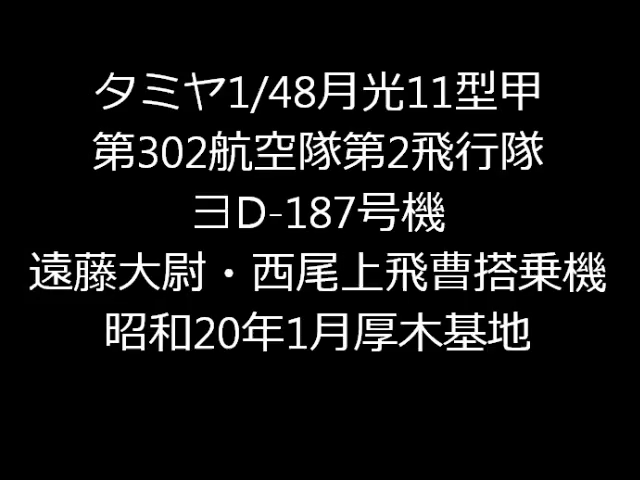 タミヤ1/48月光11型甲
第302航空隊第2飛行隊
ヨD-187号機
遠藤大尉・西尾上飛曹搭乗機
昭和20年1月厚木基地